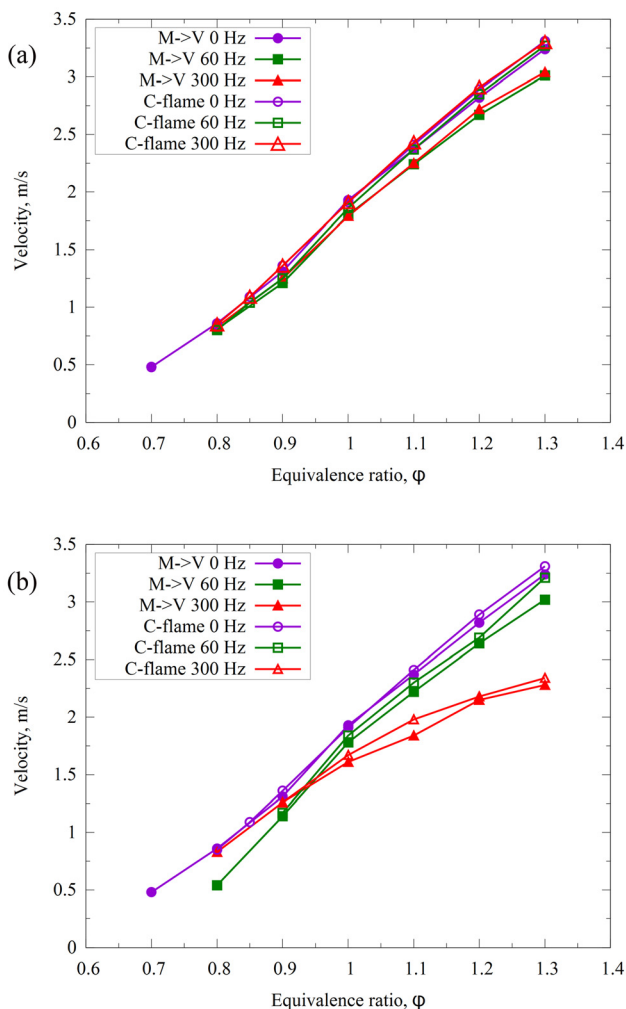 (a)
M->V 0 Hz
M->V 60 Hz
M->V 300 Hz
C-flame 0 Hz
C-flame 60 Hz
C-flame 300 Hz
Velocity, m/s
3.5
3
2.5
2
1.5
1
0.5
0
0.6 0.7 0.8 0.9 1 1.1 1.2 1.3 1.4
Equivalence ratio, φ
(b)
M->V 0 Hz
M->V 60 Hz
M->V 300 Hz
C-flame 0 Hz
C-flame 60 Hz
C-flame 300 Hz
Velocity, m/s
3.5
3
2.5
2
1.5
1
0.5
0
0.6 0.7 0.8 0.9 1 1.1 1.2 1.3 1.4
Equivalence ratio, φ